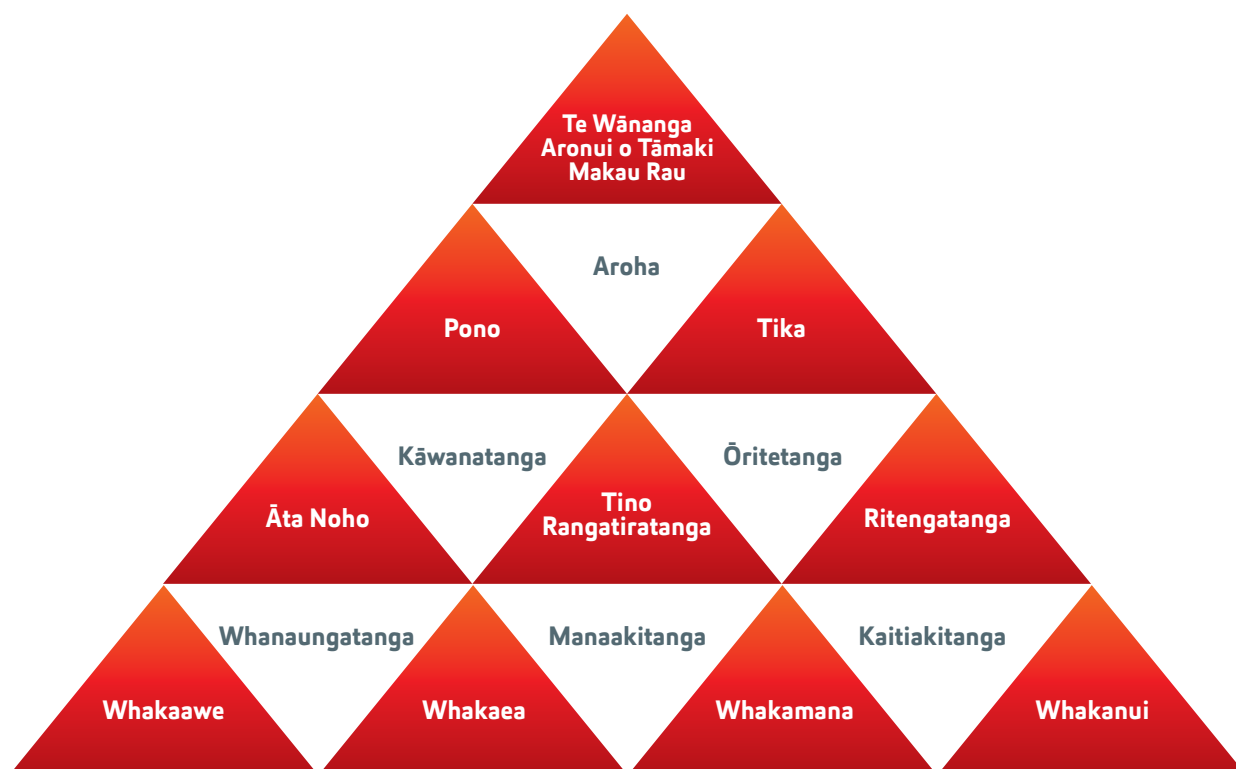 Te Wānanga
Aronui o Tāmaki
Makau Rau
Aroha
Pono
Tika
Kāwanatanga
Ōritetanga
Āta Noho
Tino
Rangatiratanga
Ritengatanga
Whanaungatanga
Manaakitanga
Kaitiakitanga
Whakaawe
Whakaea
Whakamana
Whakanui